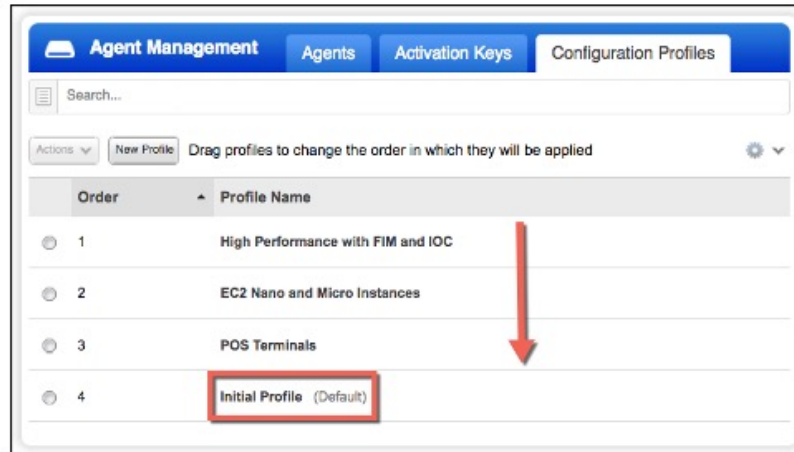 Agent Management Agents Activation Keys Configuration Profiles
Search...
Actions New Profile Drag profiles to change the order in which they will be applied
Order Profile Name
1 High Performance with FIM and IOC
2 EC2 Nano and Micro Instances
3 POS Terminals
4 Initial Profile (Default)